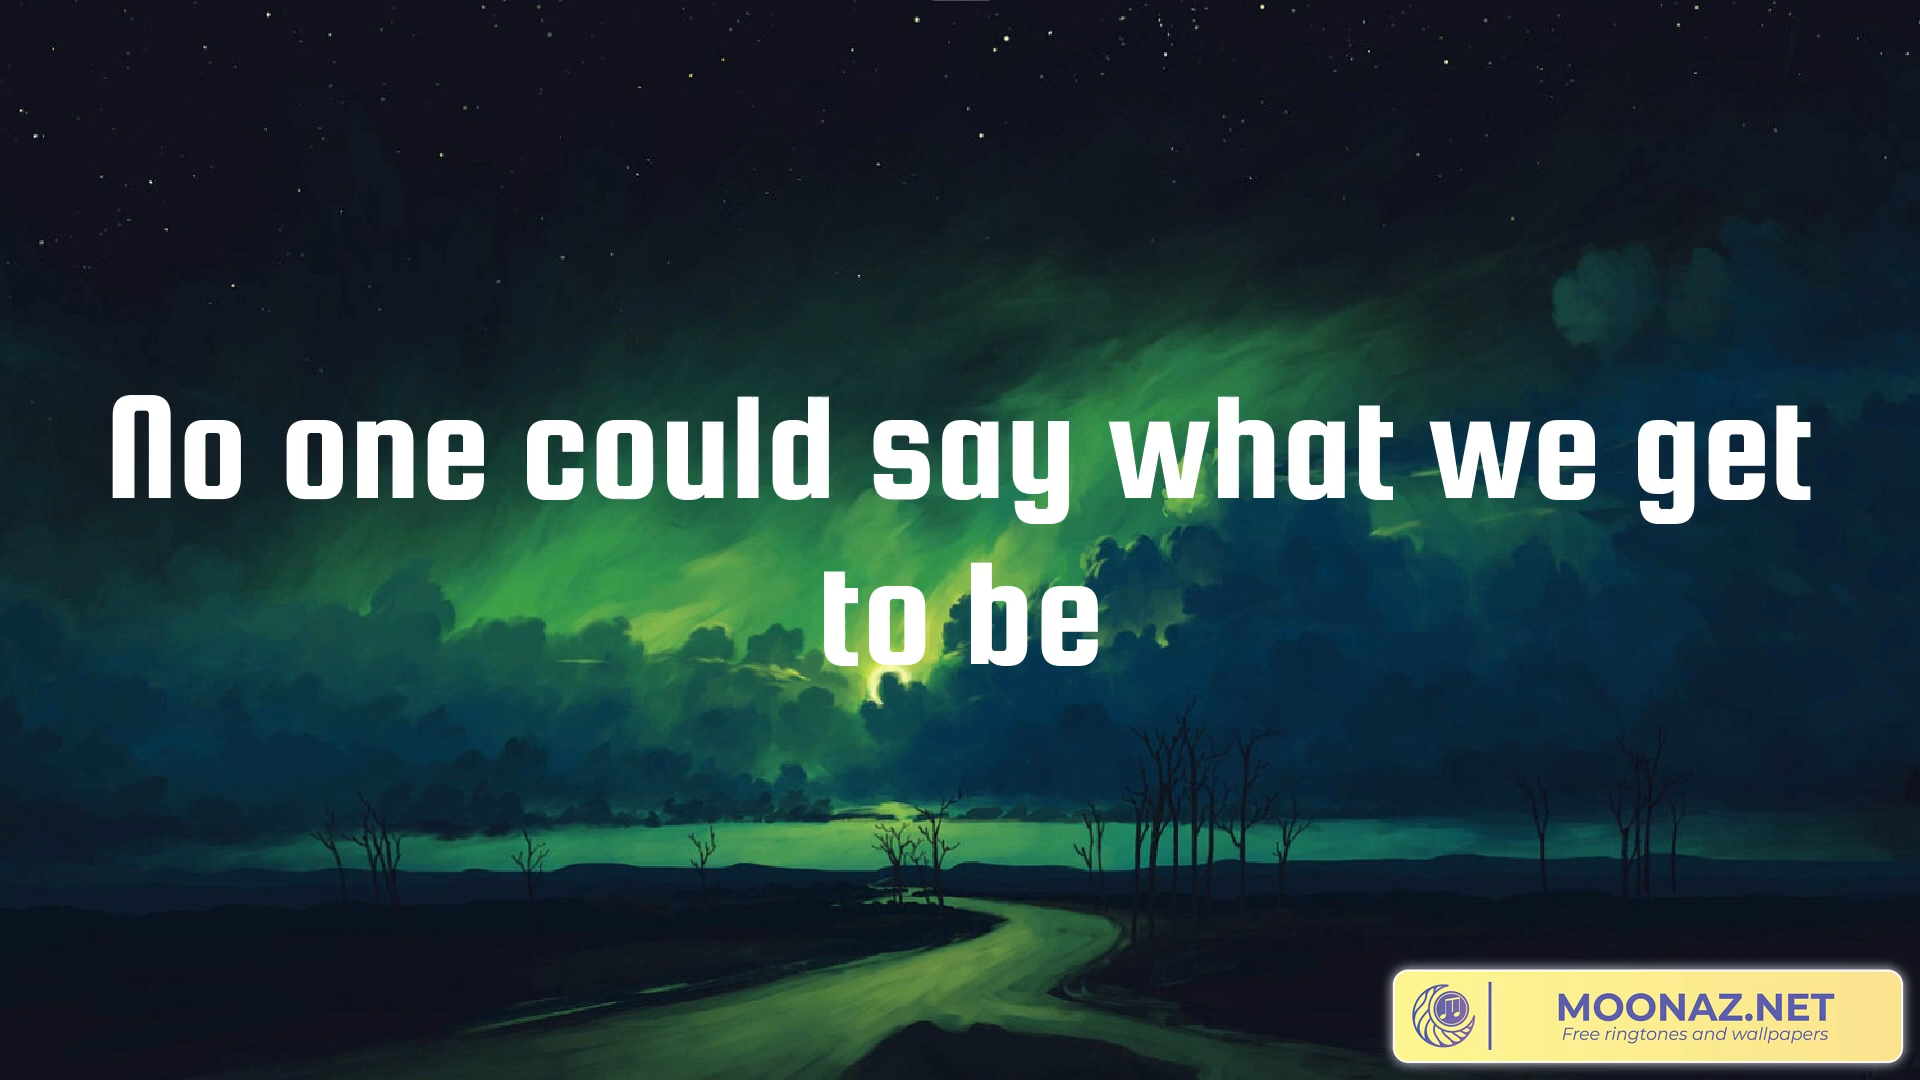 No one could say what we get
to be
MOONAZ.NET
Free ringtones and wallpapers